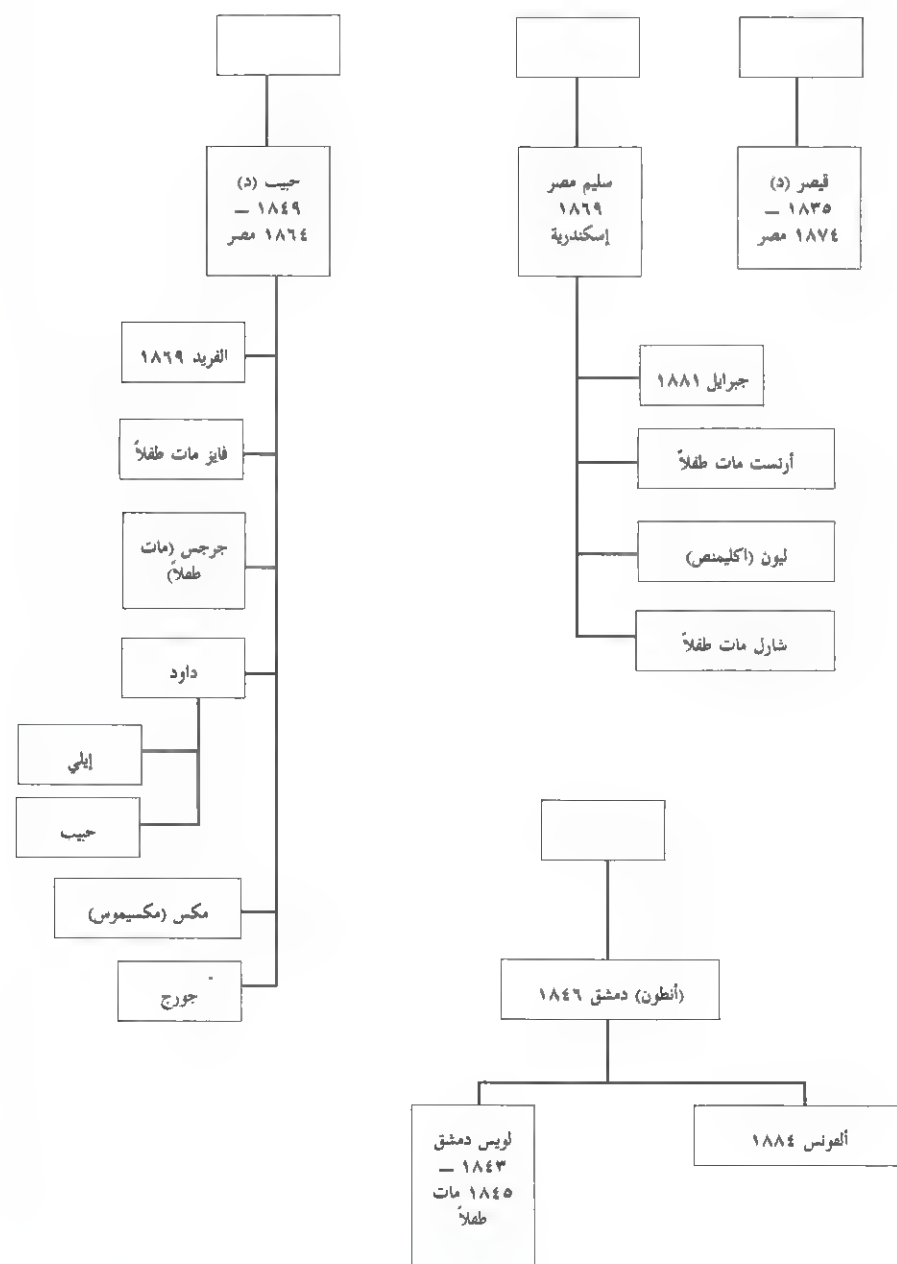 قيصر (د)
١٨٣٥ –
١٨٧٤ مصر
سليم مصر
١٨٦٩
إسكندرية
جبرايل ١٨٨١
أرنست مات طفلاً
ليون (اكليمنص)
شارل مات طفلاً
حبيب (د)
١٨٤٩ –
١٨٦٤ مصر
الفريد ١٨٦٩
فايز مات طفلاً
جرجس (مات
طفلاً)
داود
إيلي
حبيب
مكس (مكسيموس)
جورج
(أنطون) دمشق ١٨٤٦
ألفونس ١٨٨٤
لويس دمشق
١٨٤٣ –
١٨٤٥ مات
طفلاً